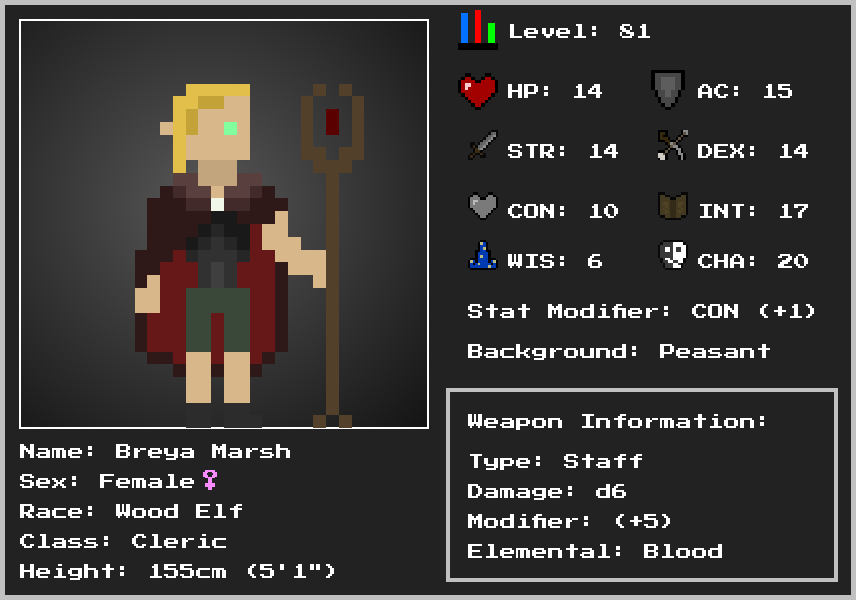 Level: 81
HP: 14 AC: 15
STR: 14 DEX: 14
CON: 10 INT: 17
WIS: 6 CHA: 20
Stat Modifier: CON (+1)
Background: Peasant
Weapon Information:
Type: Staff
Damage: d6
Modifier: (+5)
Elemental: Blood
Name: Breya Marsh
Sex: Female♀
Race: Wood Elf
Class: Cleric
Height: 155cm (5'1")